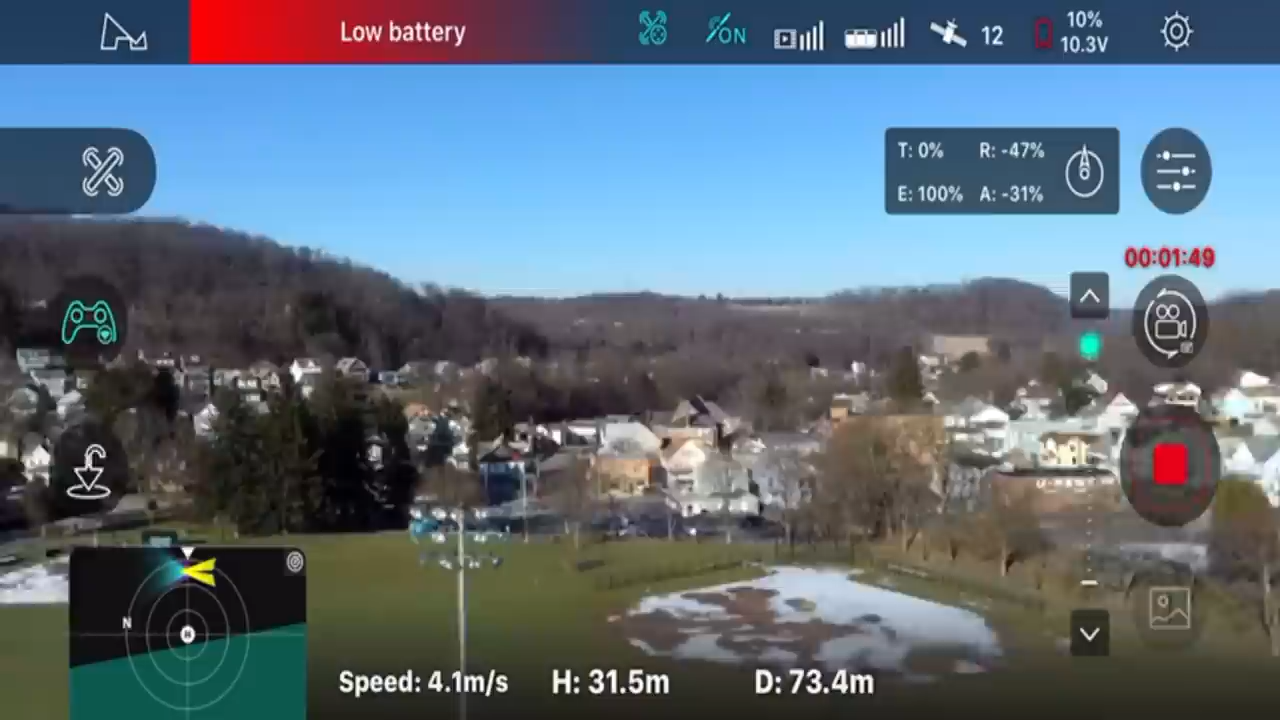 Low battery
ON
12
10%
10.3V
T: 0% R: -47%
E: 100% A: -31%
00:01:49
N
H
Speed: 4.1m/s H: 31.5m D: 73.4m